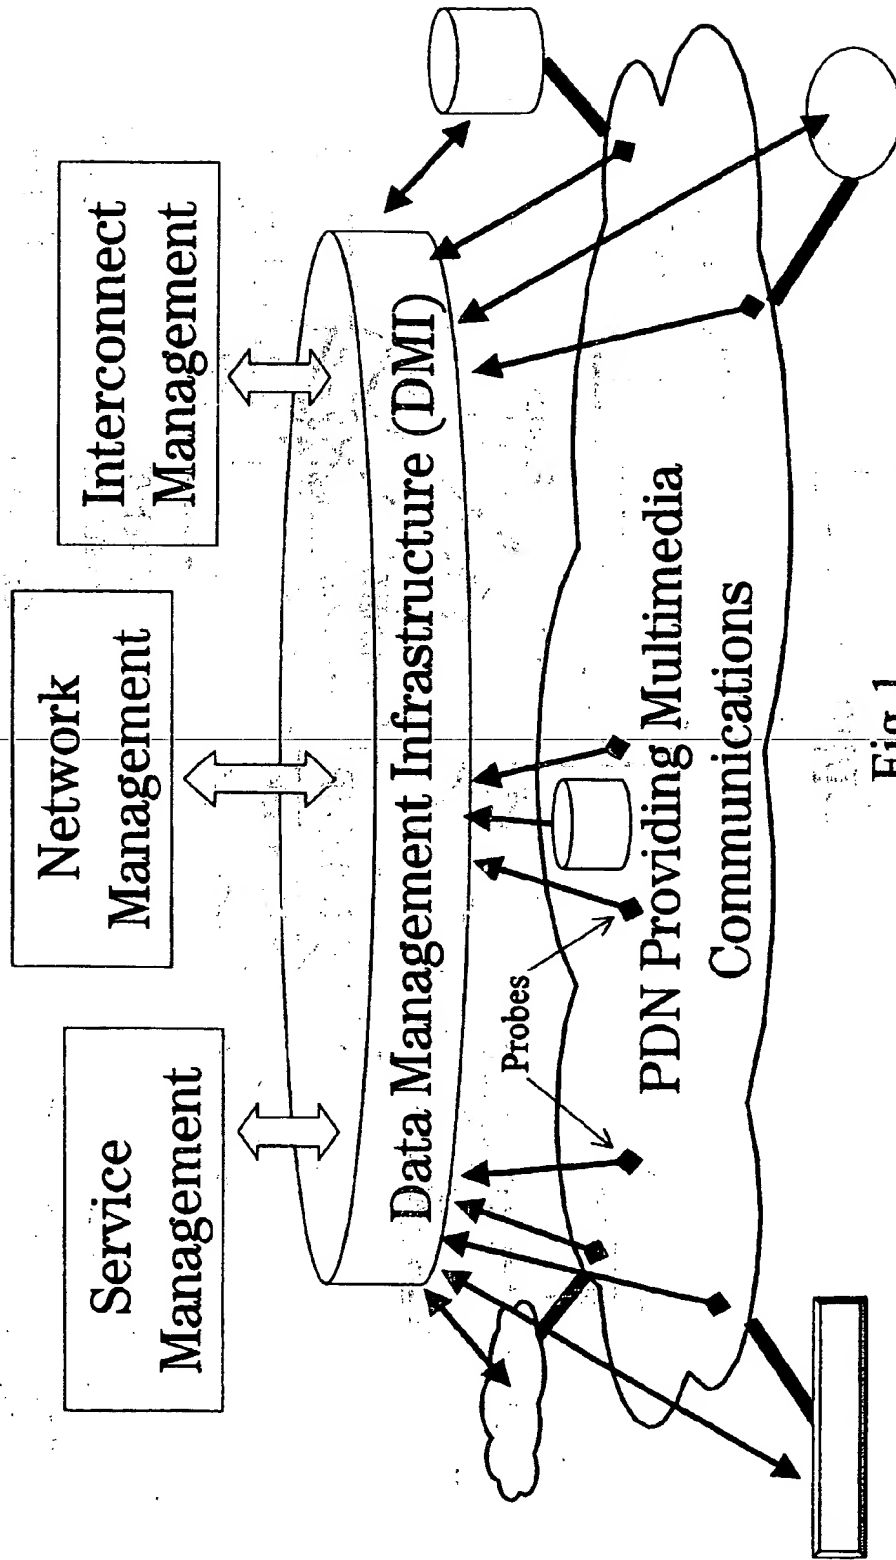 Service
Management
Network
Management
Interconnect
Management
Data Management Infrastructure (DMI)
Probes
PDN Providing Multimedia
Communications
Fig 1